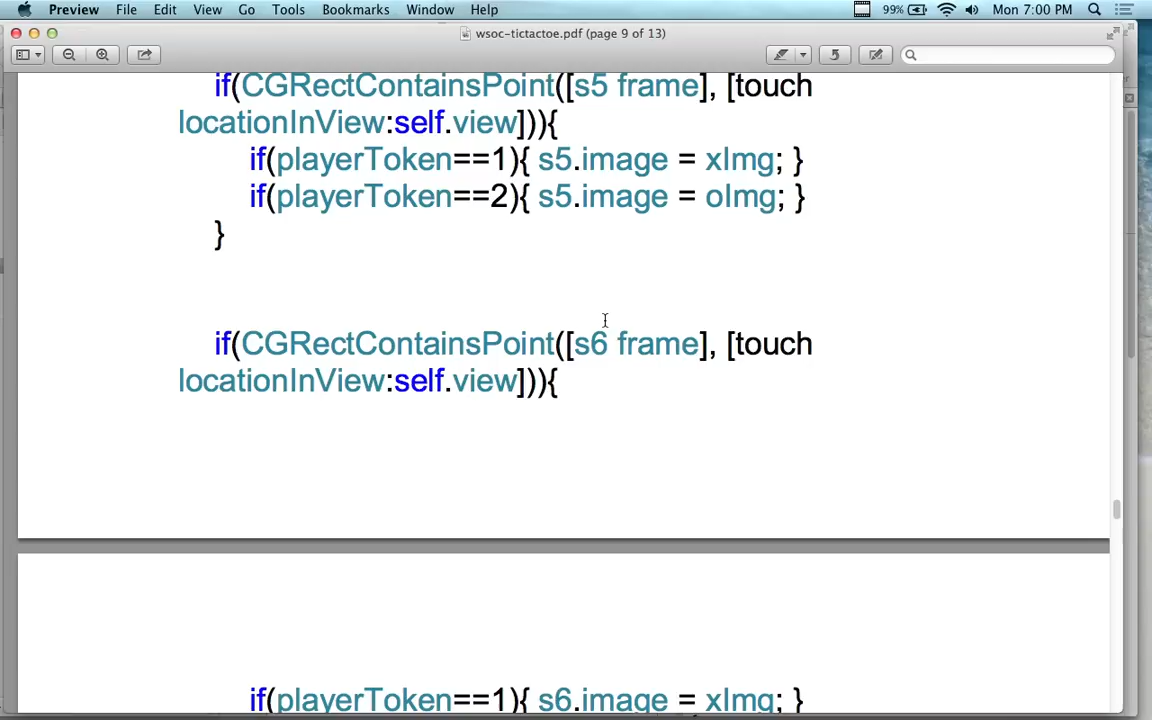 Preview File Edit View Go Tools Bookmarks Window Help 99% Mon 7:00 PM
wsoc-tictactoe.pdf (page 9 of 13)
if(CGRectContainsPoint([s5 frame], [touch
locationInView:self.view])){
if(playerToken==1){ s5.image = xImg; }
if(playerToken==2){ s5.image = oImg; }
}
if(CGRectContainsPoint([s6 frame], [touch
locationInView:self.view])){
if(playerToken==1){ s6.image = xImg; }